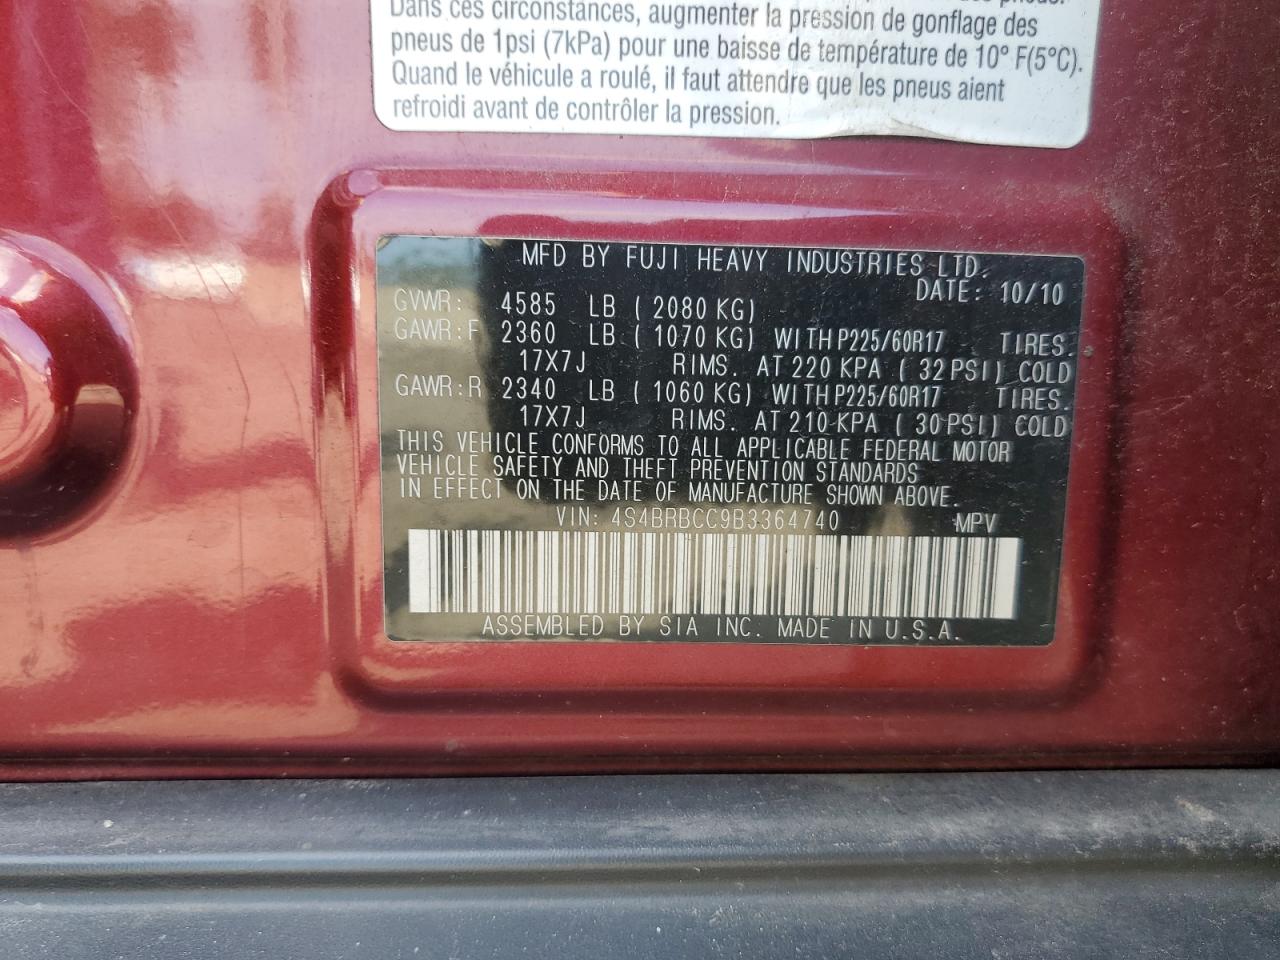 Dans ces circonstances, augmenter la pression de gonflage des
pneus de 1psi (7kPa) pour une baisse de température de 10° F(5°C).
Quand le véhicule a roulé, il faut attendre que les pneus aient
refroidi avant de contrôler la pression.
MFD BY FUJI HEAVY INDUSTRIES LTD.
DATE: 10/10
GVWR: 4585 LB ( 2080 KG)
GAWR:F 2360 LB ( 1070 KG) WITH P225/60R17 TIRES.
17X7J RIMS. AT 220 KPA ( 32 PSI) COLD
GAWR:R 2340 LB ( 1060 KG) WITH P225/60R17 TIRES.
17X7J RIMS. AT 210 KPA ( 30 PSI) COLD
THIS VEHICLE CONFORMS TO ALL APPLICABLE FEDERAL MOTOR
VEHICLE SAFETY AND THEFT PREVENTION STANDARDS
IN EFFECT ON THE DATE OF MANUFACTURE SHOWN ABOVE.
VIN: 4S4BRBCC9B3364740 MPV
ASSEMBLED BY SIA INC. MADE IN U.S.A.